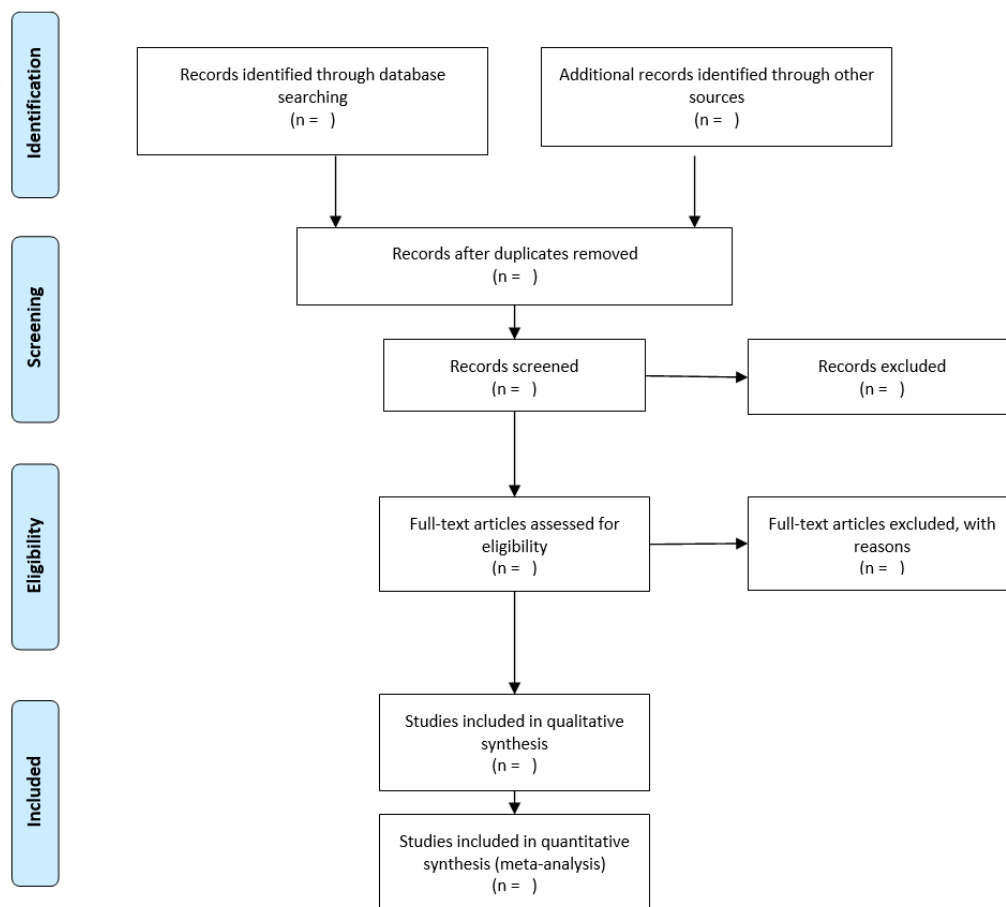 Identification
Records identified through database
searching
(n =   )
Additional records identified through other
sources
(n =   )
Screening
Records after duplicates removed
(n =   )
Records screened
(n =   )
Records excluded
(n =   )
Eligibility
Full-text articles assessed for
eligibility
(n =   )
Full-text articles excluded, with
reasons
(n =   )
Included
Studies included in qualitative
synthesis
(n =   )
Studies included in quantitative
synthesis (meta-analysis)
(n =   )